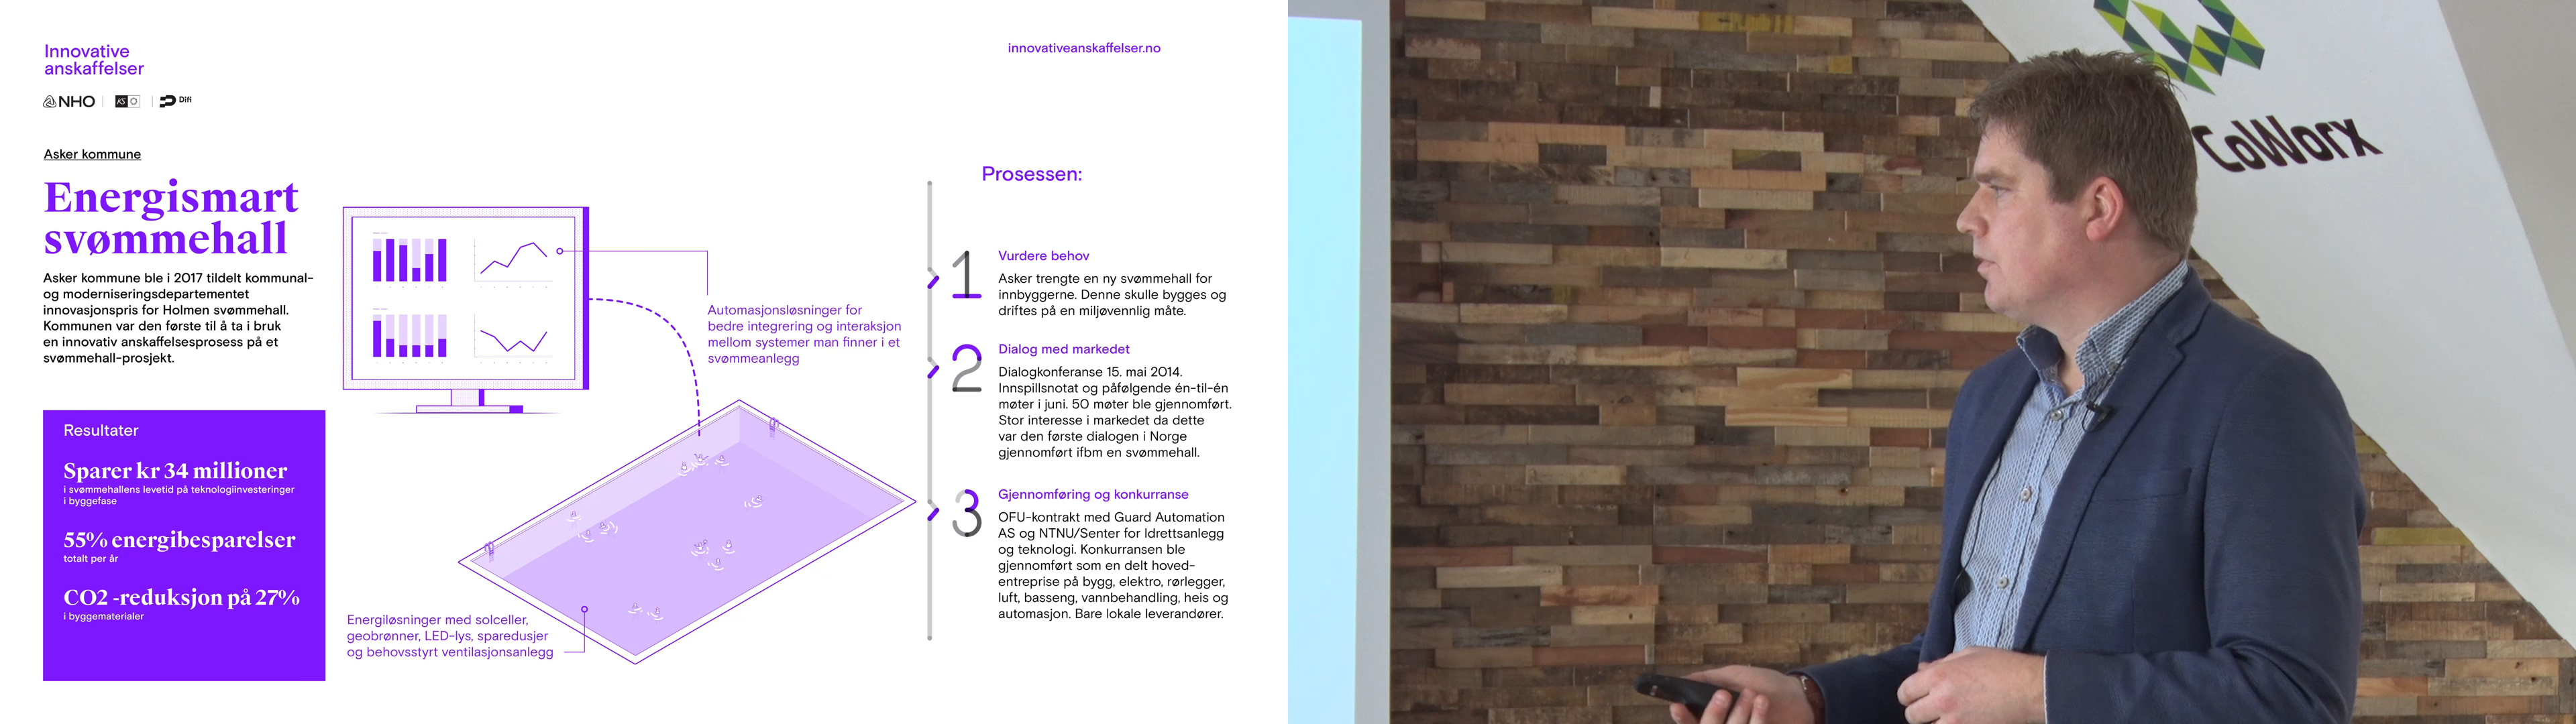 Innovative
anskaffelser
NHO
KS
Difi
innovativeanskaffelser.no
Asker kommune
Energismart
svømmehall
Asker kommune ble i 2017 tildelt kommunal-
og moderniseringsdepartementet
innovasjonspris for Holmen svømmehall.
Kommunen var den første til å ta i bruk
en innovativ anskaffelsesprosess på et
svømmehall-prosjekt.
Resultater
Sparer kr 34 millioner
i svømmehallens levetid på teknologiinvesteringer
i byggefase
55% energibesparelser
totalt per år
CO2 -reduksjon på 27%
i byggematerialer
Automasjonsløsninger for
bedre integrering og interaksjon
mellom systemer man finner i et
svømmeanlegg
Energiløsninger med solceller,
geobrønner, LED-lys, sparedusjer
og behovsstyrt ventilasjonsanlegg
Prosessen:
1
Vurdere behov
Asker trengte en ny svømmehall for
innbyggerne. Denne skulle bygges og
driftes på en miljøvennlig måte.
2
Dialog med markedet
Dialogkonferanse 15. mai 2014.
Innspillsnotat og påfølgende én-til-én
møter i juni. 50 møter ble gjennomført.
Stor interesse i markedet da dette
var den første dialogen i Norge
gjennomført ifbm en svømmehall.
3
Gjennomføring og konkurranse
OFU-kontrakt med Guard Automation
AS og NTNU/Senter for Idrettsanlegg
og teknologi. Konkurransen ble
gjennomført som en delt hoved-
entreprise på bygg, elektro, rørlegger,
luft, basseng, vannbehandling, heis og
automasjon. Bare lokale leverandører.
CoWorx